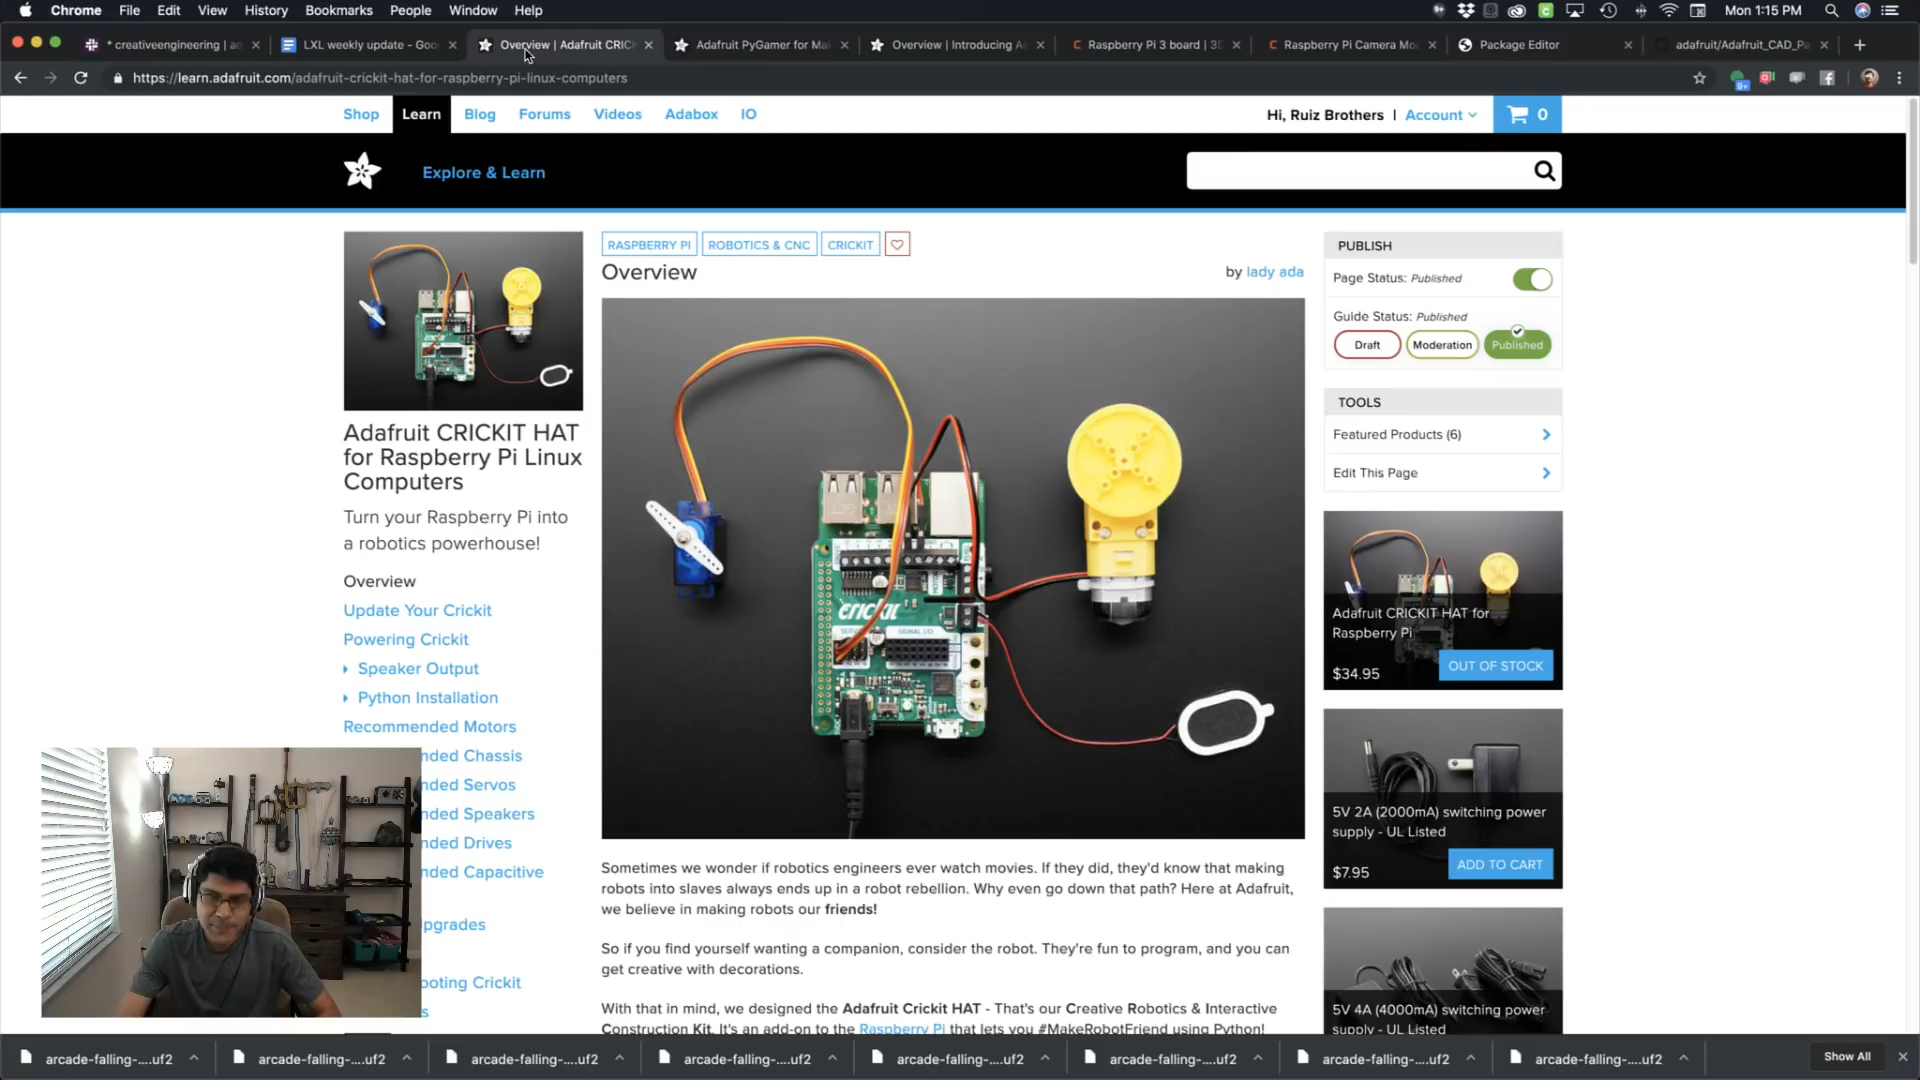 Chrome File Edit View History Bookmarks People Window Help
Mon 1:15 PM
* creativeengineering | ad
LXL weekly update - Goo
Overview | Adafruit CRIC
Adafruit PyGamer for Ma
Overview | Introducing A
Raspberry Pi 3 board | 3D
Raspberry Pi Camera Mo
Package Editor
adafruit/Adafruit_CAD_Pa
https://learn.adafruit.com/adafruit-crickit-hat-for-raspberry-pi-linux-computers
Shop Learn Blog Forums Videos Adabox IO
Hi, Ruiz Brothers | Account
0
Explore & Learn
RASPBERRY PI ROBOTICS & CNC CRICKIT
Overview
by lady ada
crickit
SIGNAL I/O
Adafruit CRICKIT HAT
for Raspberry Pi Linux
Computers
Turn your Raspberry Pi into
a robotics powerhouse!
Overview
Update Your Crickit
Powering Crickit
Speaker Output
Python Installation
Recommended Motors
nded Chassis
nded Servos
nded Speakers
nded Drives
nded Capacitive
pgrades
ooting Crickit
s
Sometimes we wonder if robotics engineers ever watch movies. If they did, they'd know that making
robots into slaves always ends up in a robot rebellion. Why even go down that path? Here at Adafruit,
we believe in making robots our friends!
So if you find yourself wanting a companion, consider the robot. They're fun to program, and you can
get creative with decorations.
With that in mind, we designed the Adafruit Crickit HAT - That's our Creative Robotics & Interactive
Construction Kit. It's an add-on to the Raspberry Pi that lets you #MakeRobotFriend using Python!
PUBLISH
Page Status: Published
Guide Status: Published
Draft Moderation Published
TOOLS
Featured Products (6)
Edit This Page
Adafruit CRICKIT HAT for
Raspberry Pi
$34.95 OUT OF STOCK
5V 2A (2000mA) switching power
supply - UL Listed
$7.95 ADD TO CART
5V 4A (4000mA) switching power
supply - UL Listed
arcade-falling-....uf2
arcade-falling-....uf2
arcade-falling-....uf2
arcade-falling-....uf2
arcade-falling-....uf2
arcade-falling-....uf2
arcade-falling-....uf2
arcade-falling-....uf2
Show All